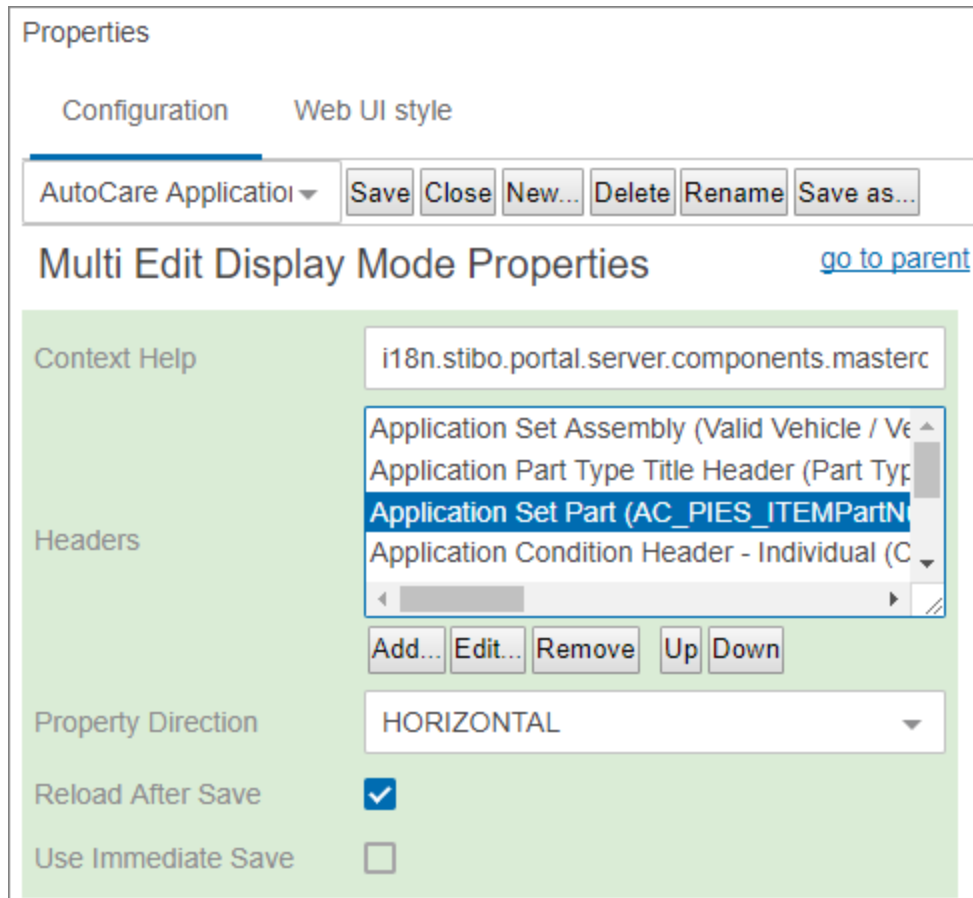 Properties
Configuration Web UI style
AutoCare Application Save Close New... Delete Rename Save as...
Multi Edit Display Mode Properties go to parent
Context Help i18n.stibo.portal.server.components.masterc
Application Set Assembly (Valid Vehicle / Ve
Application Part Type Title Header (Part Typ
Application Set Part (AC_PIES_ITEMPartNu
Headers
Application Condition Header - Individual (C
Add... Edit... Remove Up Down
Property Direction HORIZONTAL
Reload After Save
Use Immediate Save